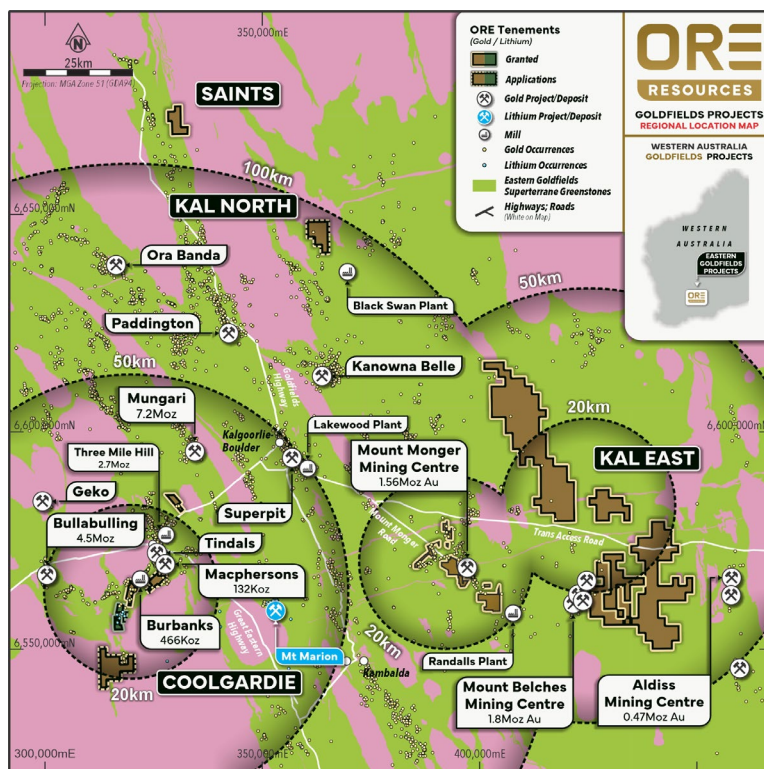 350,000mE
N
25km
Projection: MGA Zone 51 (GDA94)
ORE Tenements
(Gold / Lithium)
Granted
Applications
Gold Project/Deposit
Lithium Project/Deposit
Mill
Gold Occurrences
Lithium Occurrences
Eastern Goldfields
Superterrane Greenstones
Highways; Roads
(White on Map)
ORE
RESOURCES
GOLDFIELDS PROJECTS
REGIONAL LOCATION MAP
WESTERN AUSTRALIA
GOLDFIELDS PROJECTS
WESTERN
AUSTRALIA
EASTERN
GOLDFIELDS
PROJECTS
ORE
SAINTS
100km
KAL NORTH
6,650,000mN
Ora Banda
Black Swan Plant
50km
Paddington
50km
Kanowna Belle
Goldfields
Highway
Mungari
7.2Moz
20km
6,600,000mN
6,600,000mN
Kalgoorlie-
Boulder
Lakewood Plant
Three Mile Hill
2.7Moz
Mount Monger
Mining Centre
1.56Moz Au
KAL EAST
Geko
Superpit
Bullabulling
4.5Moz
Tindals
Mount Monger
Road
Trans Access Road
Macphersons
132Koz
Burbanks
466Koz
Great Eastern
Highway
20km
6,550,000mN
6,550,000mN
Mt Marion
Kambalda
Randalls Plant
20km
COOLGARDIE
Mount Belches
Mining Centre
1.8Moz Au
Aldiss
Mining Centre
0.47Moz Au
300,000mE
350,000mE
400,000mE